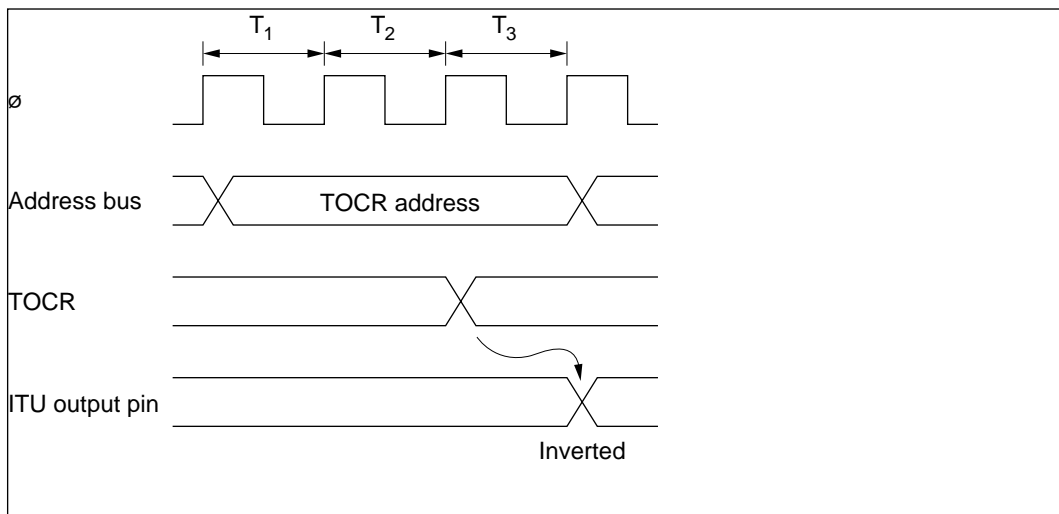 T1 T2 T3
ø
Address bus
TOCR address
TOCR
ITU output pin
Inverted